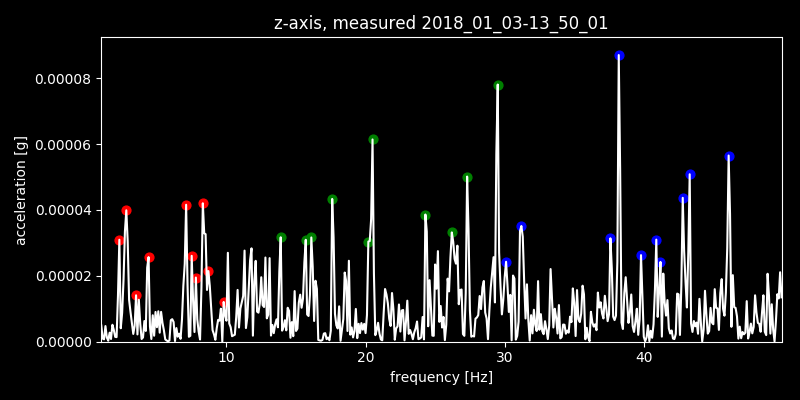 z-axis, measured 2018_01_03-13_50_01
acceleration [g]
0.00008
0.00006
0.00004
0.00002
0.00000
10 20 30 40
frequency [Hz]